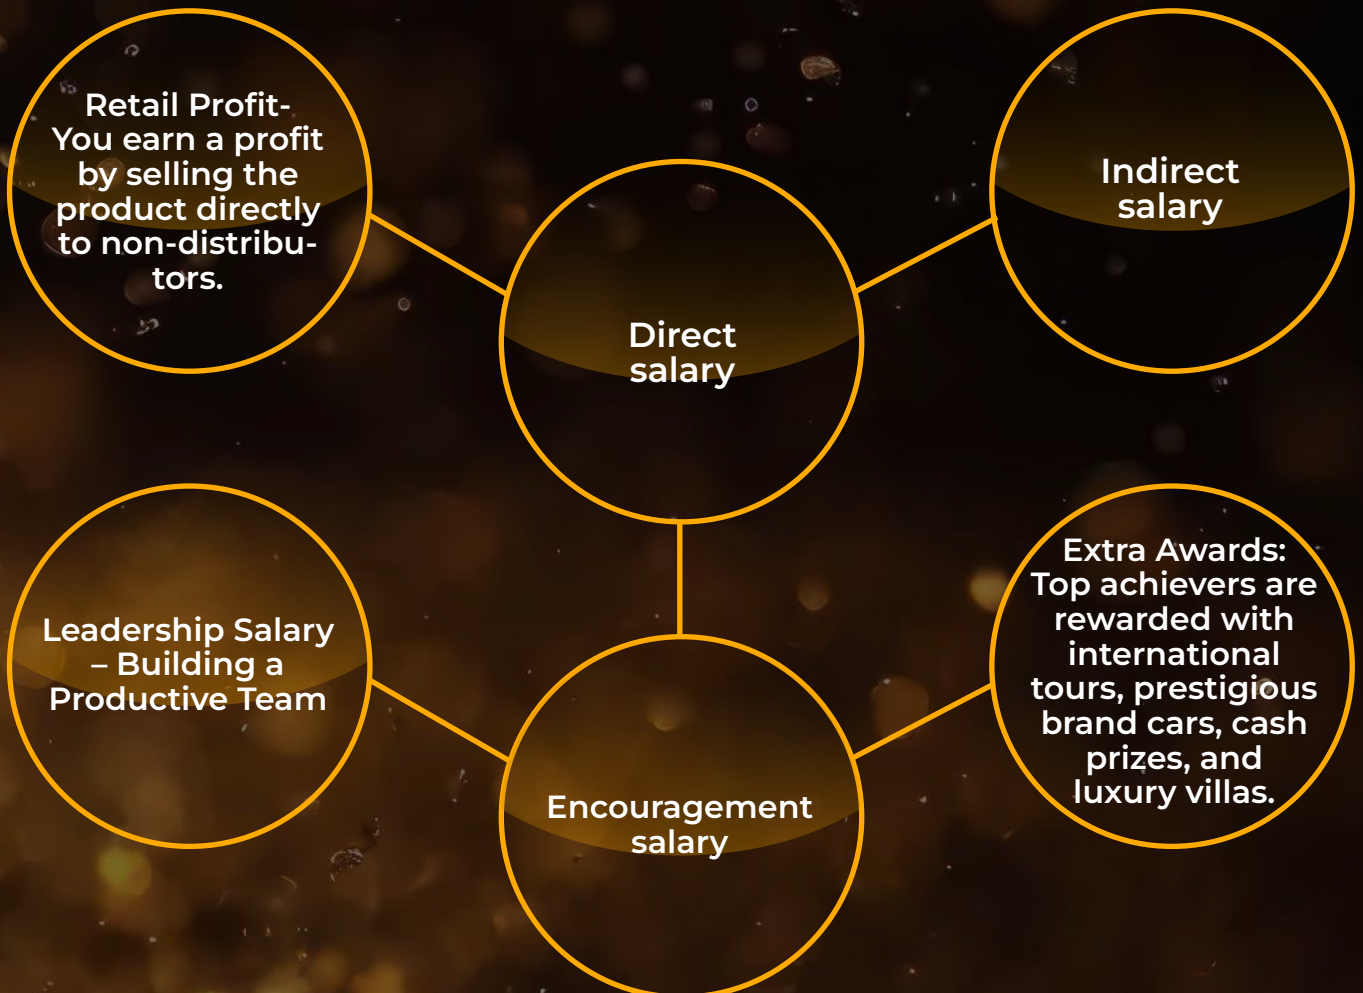 Retail Profit-
You earn a profit
by selling the
product directly
to non-distribu-
tors.
Indirect
salary
Direct
salary
Leadership Salary
– Building a
Productive Team
Extra Awards:
Top achievers are
rewarded with
international
tours, prestigious
brand cars, cash
prizes, and
luxury villas.
Encouragement
salary